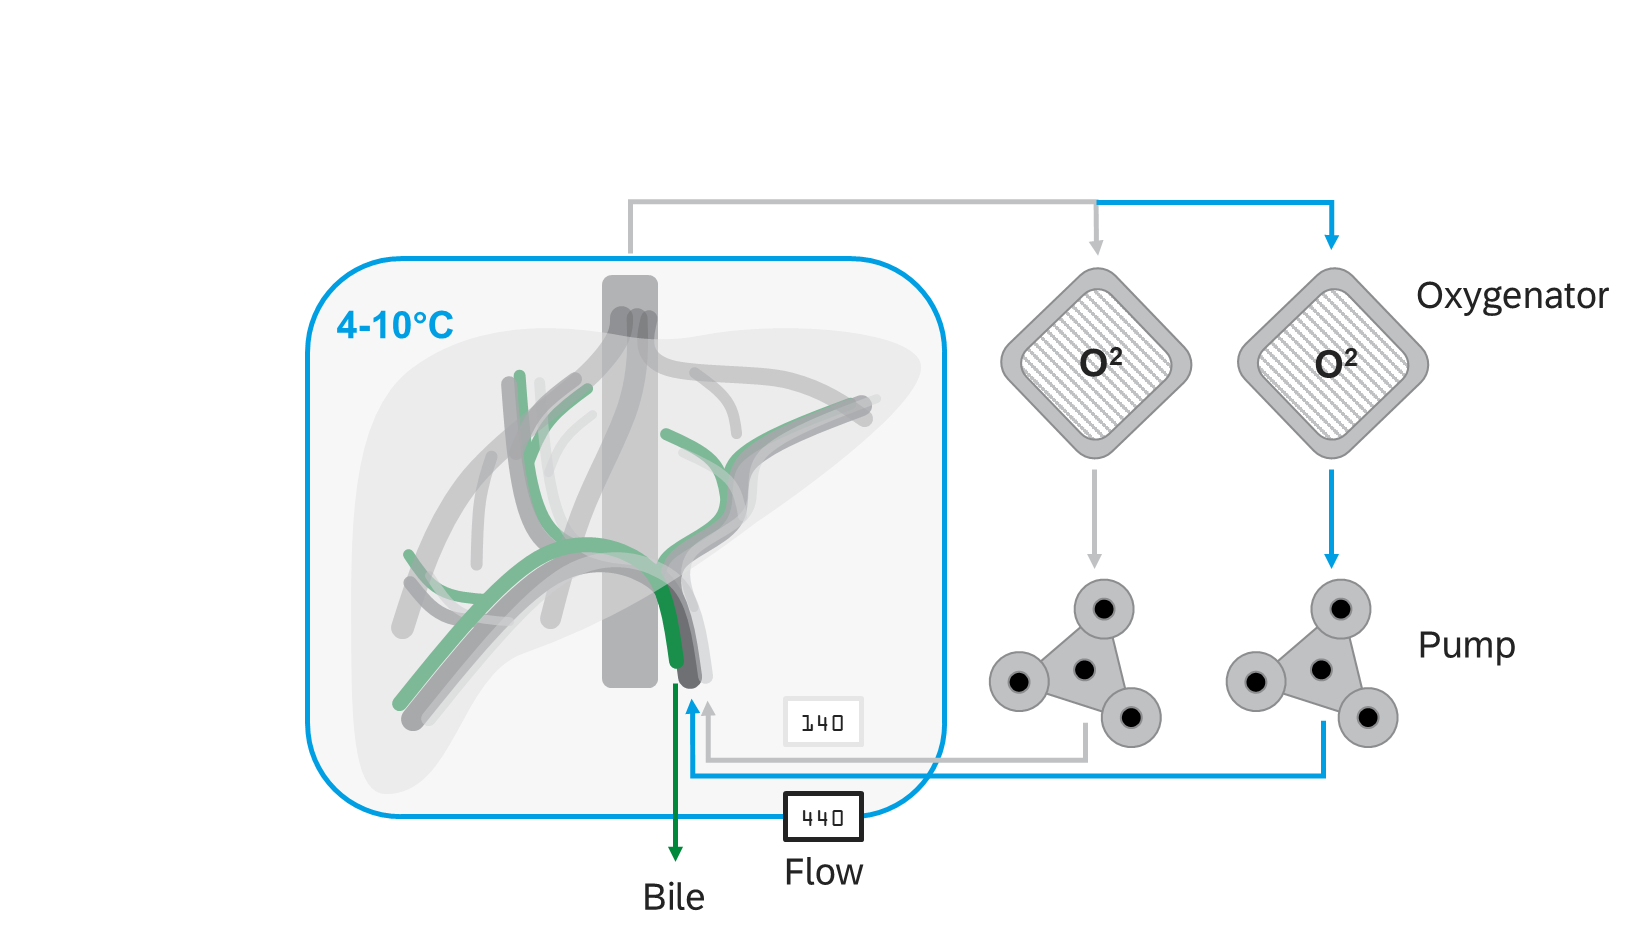 4-10°C
O²
O²
Oxygenator
Pump
140
440
Flow
Bile